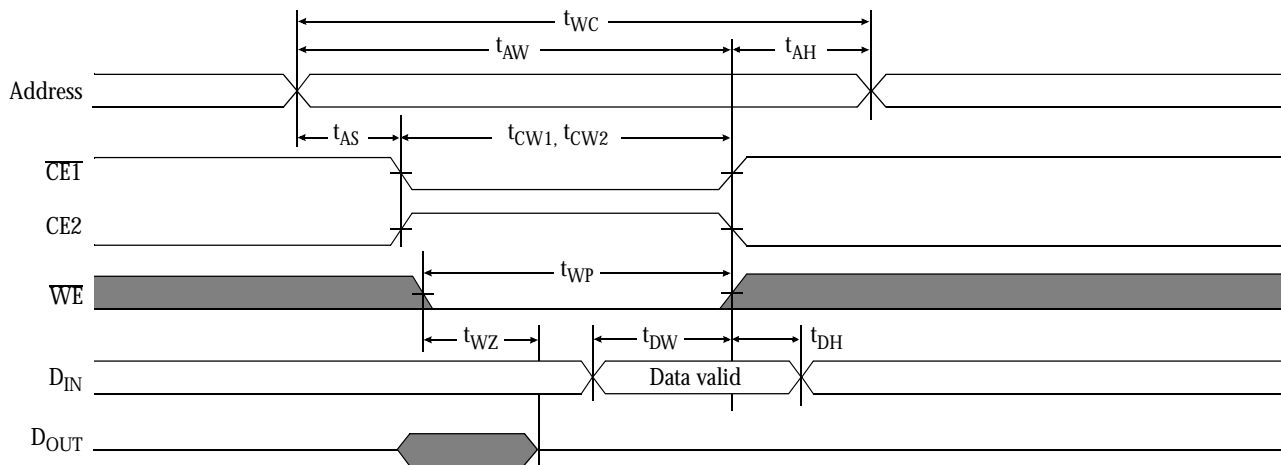 tWC
tAW
tAH
Address
tAS
tCW1, tCW2
CE1
CE2
tWP
WE
tWZ
tDW
tDH
DIN
Data valid
DOUT